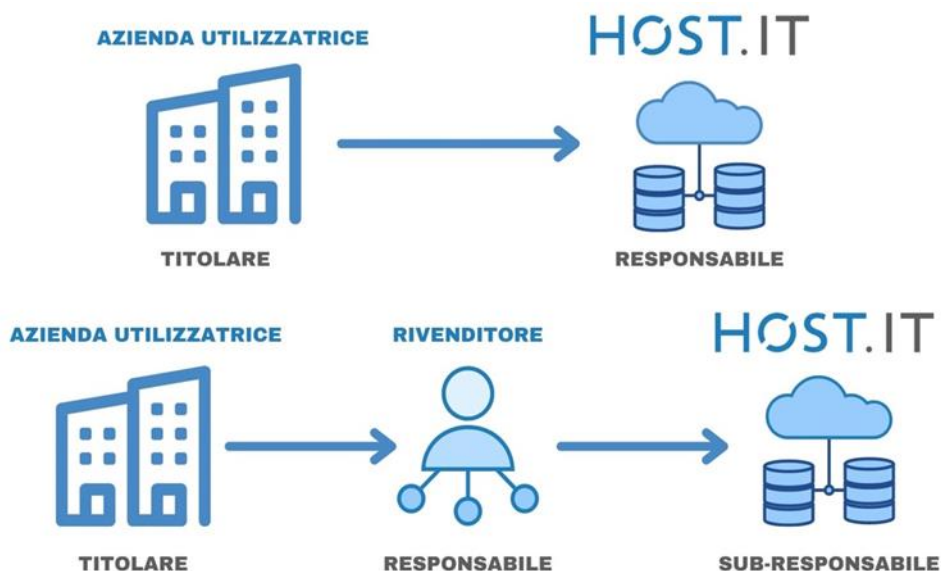 AZIENDA UTILIZZATRICE
HOST.IT
TITOLARE
RESPONSABILE
AZIENDA UTILIZZATRICE
RIVENDITORE
HOST.IT
TITOLARE
RESPONSABILE
SUB-RESPONSABILE